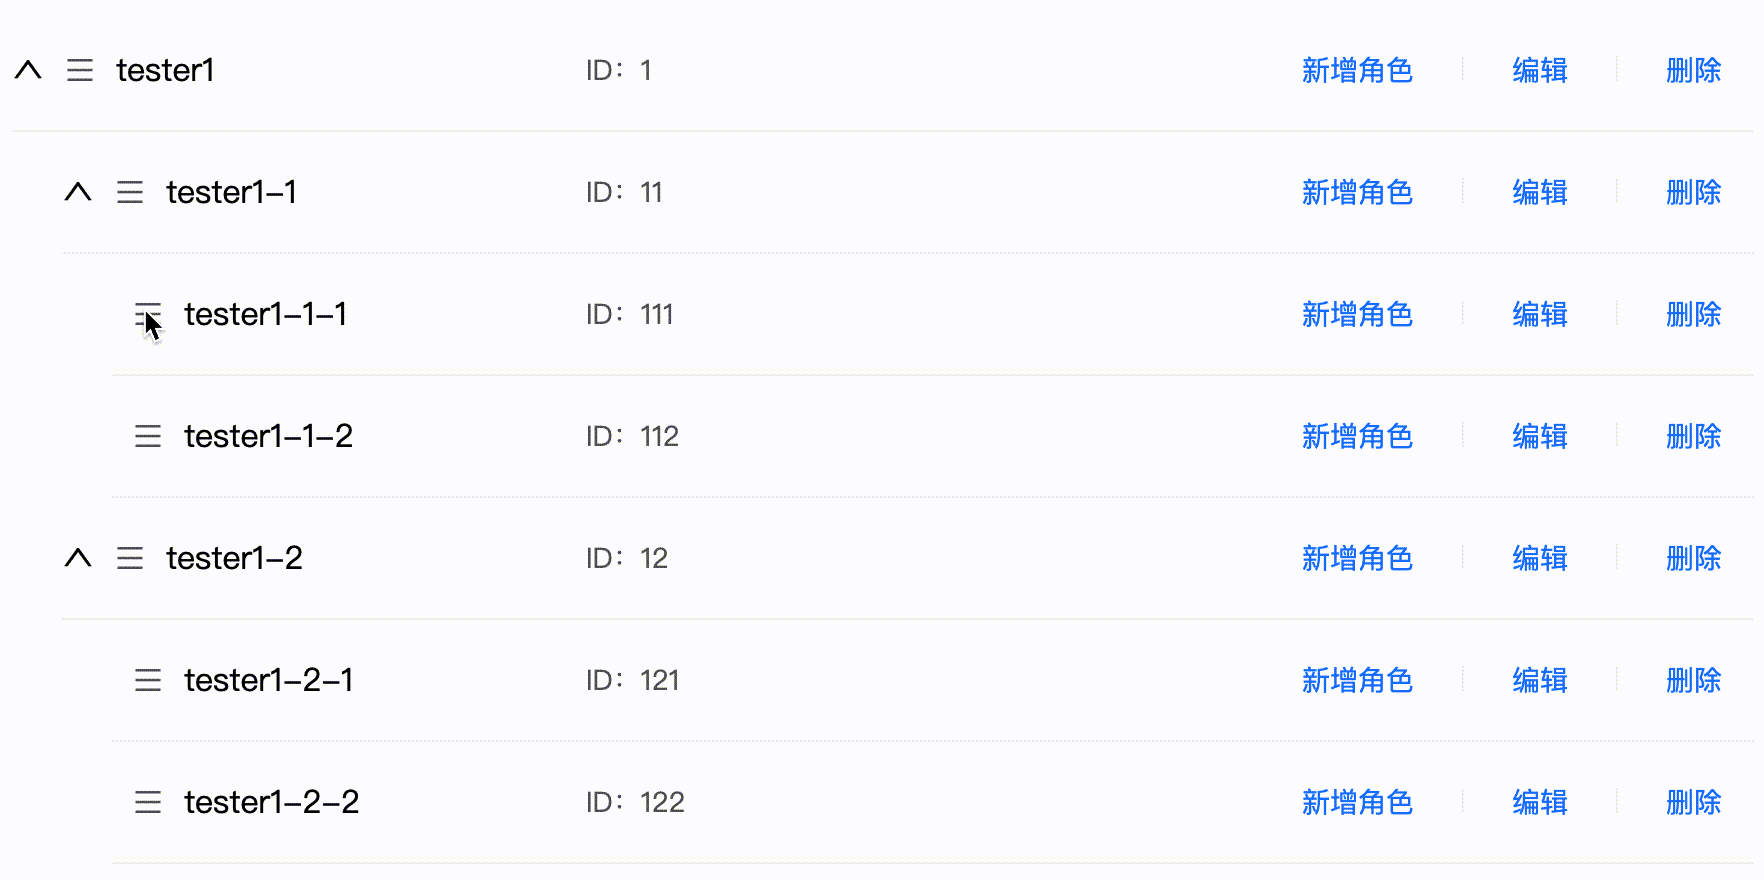 tester1 ID: 1 新增角色 编辑 删除
tester1-1 ID: 11 新增角色 编辑 删除
tester1-1-1 ID: 111 新增角色 编辑 删除
tester1-1-2 ID: 112 新增角色 编辑 删除
tester1-2 ID: 12 新增角色 编辑 删除
tester1-2-1 ID: 121 新增角色 编辑 删除
tester1-2-2 ID: 122 新增角色 编辑 删除